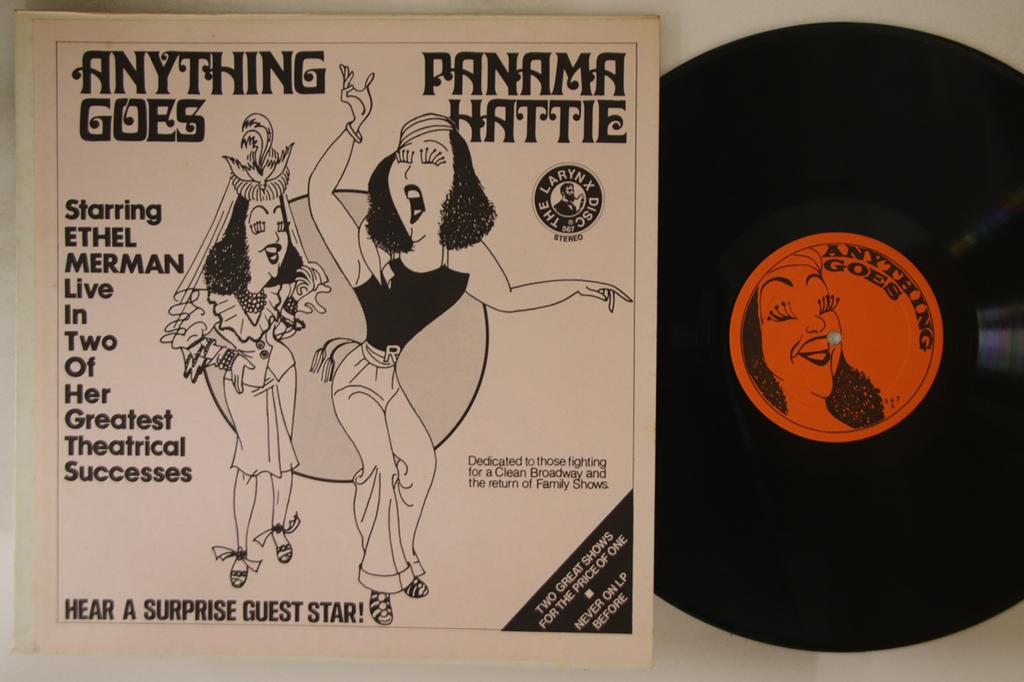 ANYTHING
GOES
PANAMA
HATTIE
Starring
ETHEL
MERMAN
Live
In
Two
Of
Her
Greatest
Theatrical
Successes
THE LARYNX DISC
567
STEREO
R
Dedicated to those fighting
for a Clean Broadway and
the return of Family Shows.
TWO GREAT SHOWS
FOR THE PRICE OF ONE
NEVER ON LP
BEFORE
HEAR A SURPRISE GUEST STAR!
ANYTHING
GOES
567
A